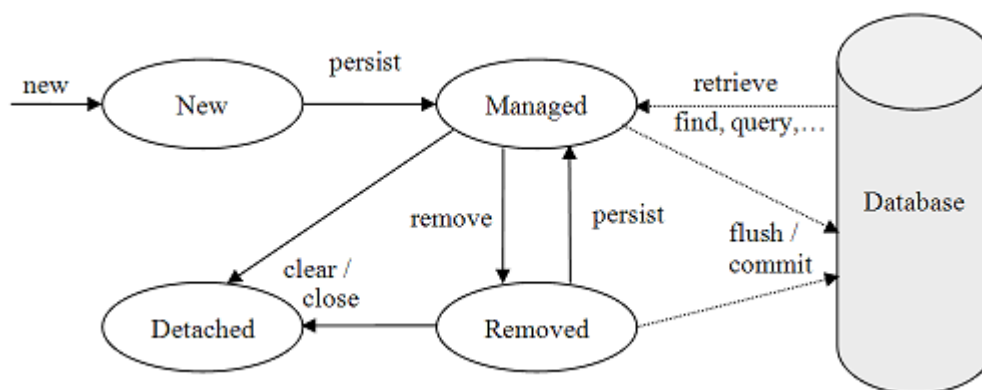 new
New
persist
Managed
retrieve
find, query,...
Database
remove
persist
flush /
commit
clear /
close
Detached
Removed